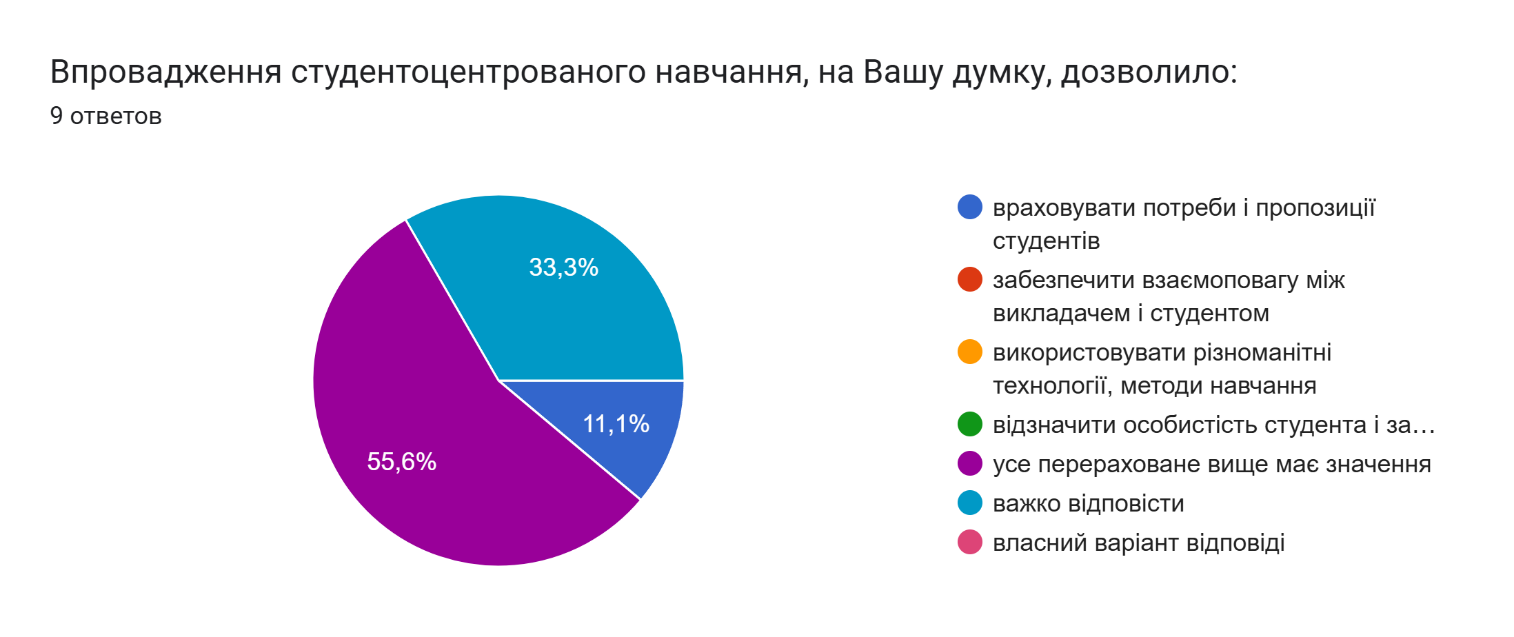 Впровадження студентоцентрованого навчання, на Вашу думку, дозволило:
9 ответов
33,3%
11,1%
55,6%
враховувати потреби і пропозиції
студентів
забезпечити взаємоповагу між
викладачем і студентом
використовувати різноманітні
технології, методи навчання
відзначити особистість студента і за…
усе перераховане вище має значення
важко відповісти
власний варіант відповіді